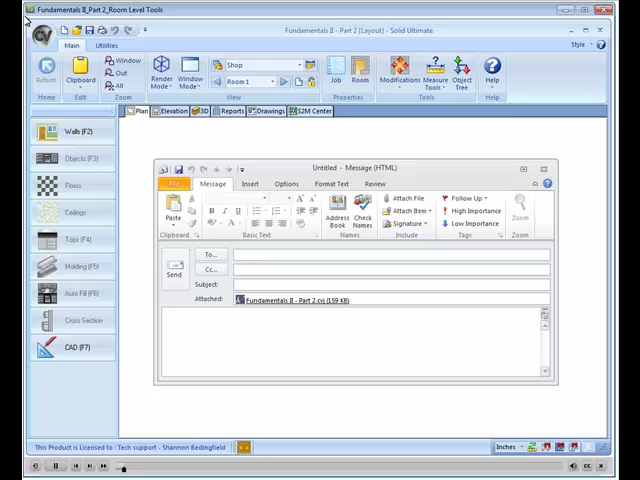 Fundamentals II_Part 2_Room Level Tools
Fundamentals II - Part 2 (Layout) - Solid Ultimate
Main Utilities Style
Return Clipboard Window Out All Render Mode Window Mode Shop Room 1 Job Room Modifications Measure Tools Object Tree Help
Home Edit Zoom View Properties Tools Help
Plan Elevation 3D Reports Drawings S2M Center
Walls (F2)
Objects (F3)
Floors
Ceilings
Tops (F4)
Molding (F5)
Auto Fill (F6)
Cross Section
CAD (F7)
Untitled - Message (HTML)
File Message Insert Options Format Text Review
Paste B I U A Address Book Check Names Attach File Attach Item Signature Follow Up High Importance Low Importance Zoom
Clipboard Basic Text Names Include Tags Zoom
Send
To...
Cc...
Subject:
Attached: Fundamentals II - Part 2.cvj (159 KB)
This Product is Licensed to : Tech support - Shannon Bedingfield
Inches
CC